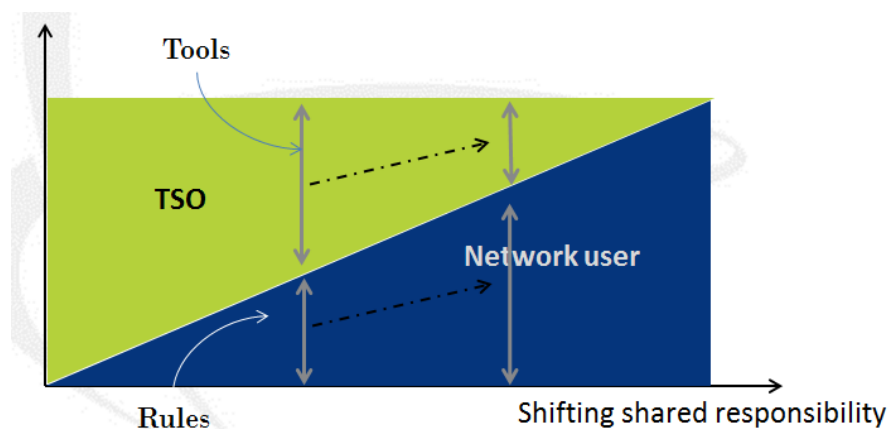 Tools
TSO
Network user
Rules
Shifting shared responsibility